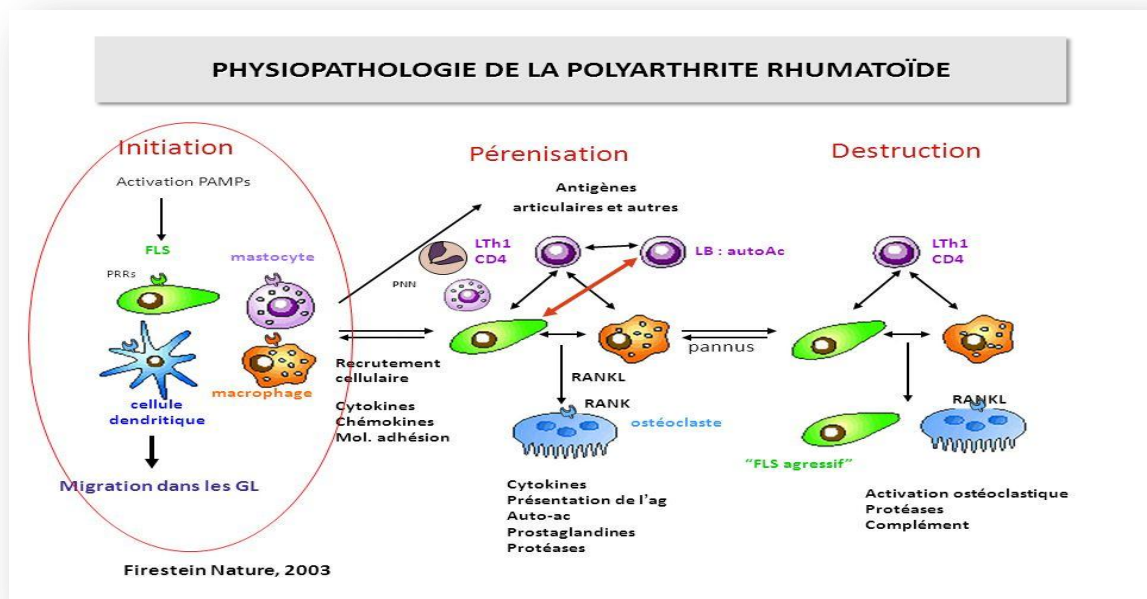 PHYSIOPATHOLOGIE DE LA POLYARTHRITE RHUMATOÏDE
Initiation
Activation PAMPs
FLS
PRRs
mastocyte
macrophage
cellule
dendritique
Migration dans les GL
Firestein Nature, 2003
Recrutement
cellulaire
Cytokines
Chémokines
Mol. adhésion
Pérenisation
Antigènes
articulaires et autres
LTh1
CD4
PNN
LB : autoAc
RANKL
RANK
ostéoclaste
Cytokines
Présentation de l'ag
Auto-ac
Prostaglandines
Protéases
pannus
Destruction
LTh1
CD4
RANKL
"FLS agressif"
Activation ostéoclastique
Protéases
Complément